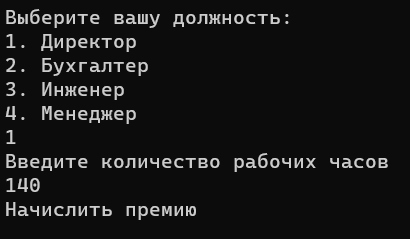 Выберите вашу должность:
1. Директор
2. Бухгалтер
3. Инженер
4. Менеджер
1
Введите количество рабочих часов
140
Начислить премию